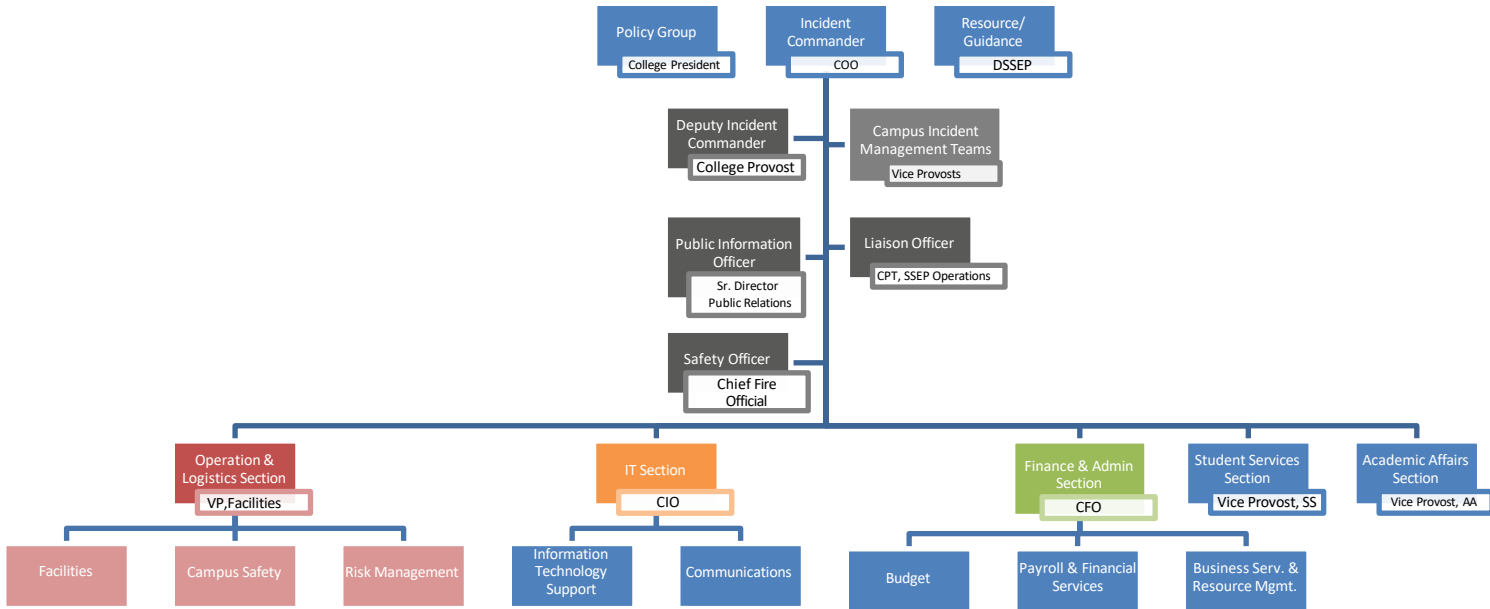 Policy Group
College President
Incident
Commander
COO
Resource/
Guidance
DSSEP
Deputy Incident
Commander
College Provost
Campus Incident
Management Teams
Vice Provosts
Public Information
Officer
Sr. Director
Public Relations
Liaison Officer
CPT, SSEP Operations
Safety Officer
Chief Fire
Official
Operation &
Logistics Section
VP,Facilities
IT Section
CIO
Finance & Admin
Section
CFO
Student Services
Section
Vice Provost, SS
Academic Affairs
Section
Vice Provost, AA
Facilities
Campus Safety
Risk Management
Information
Technology
Support
Communications
Budget
Payroll & Financial
Services
Business Serv. &
Resource Mgmt.